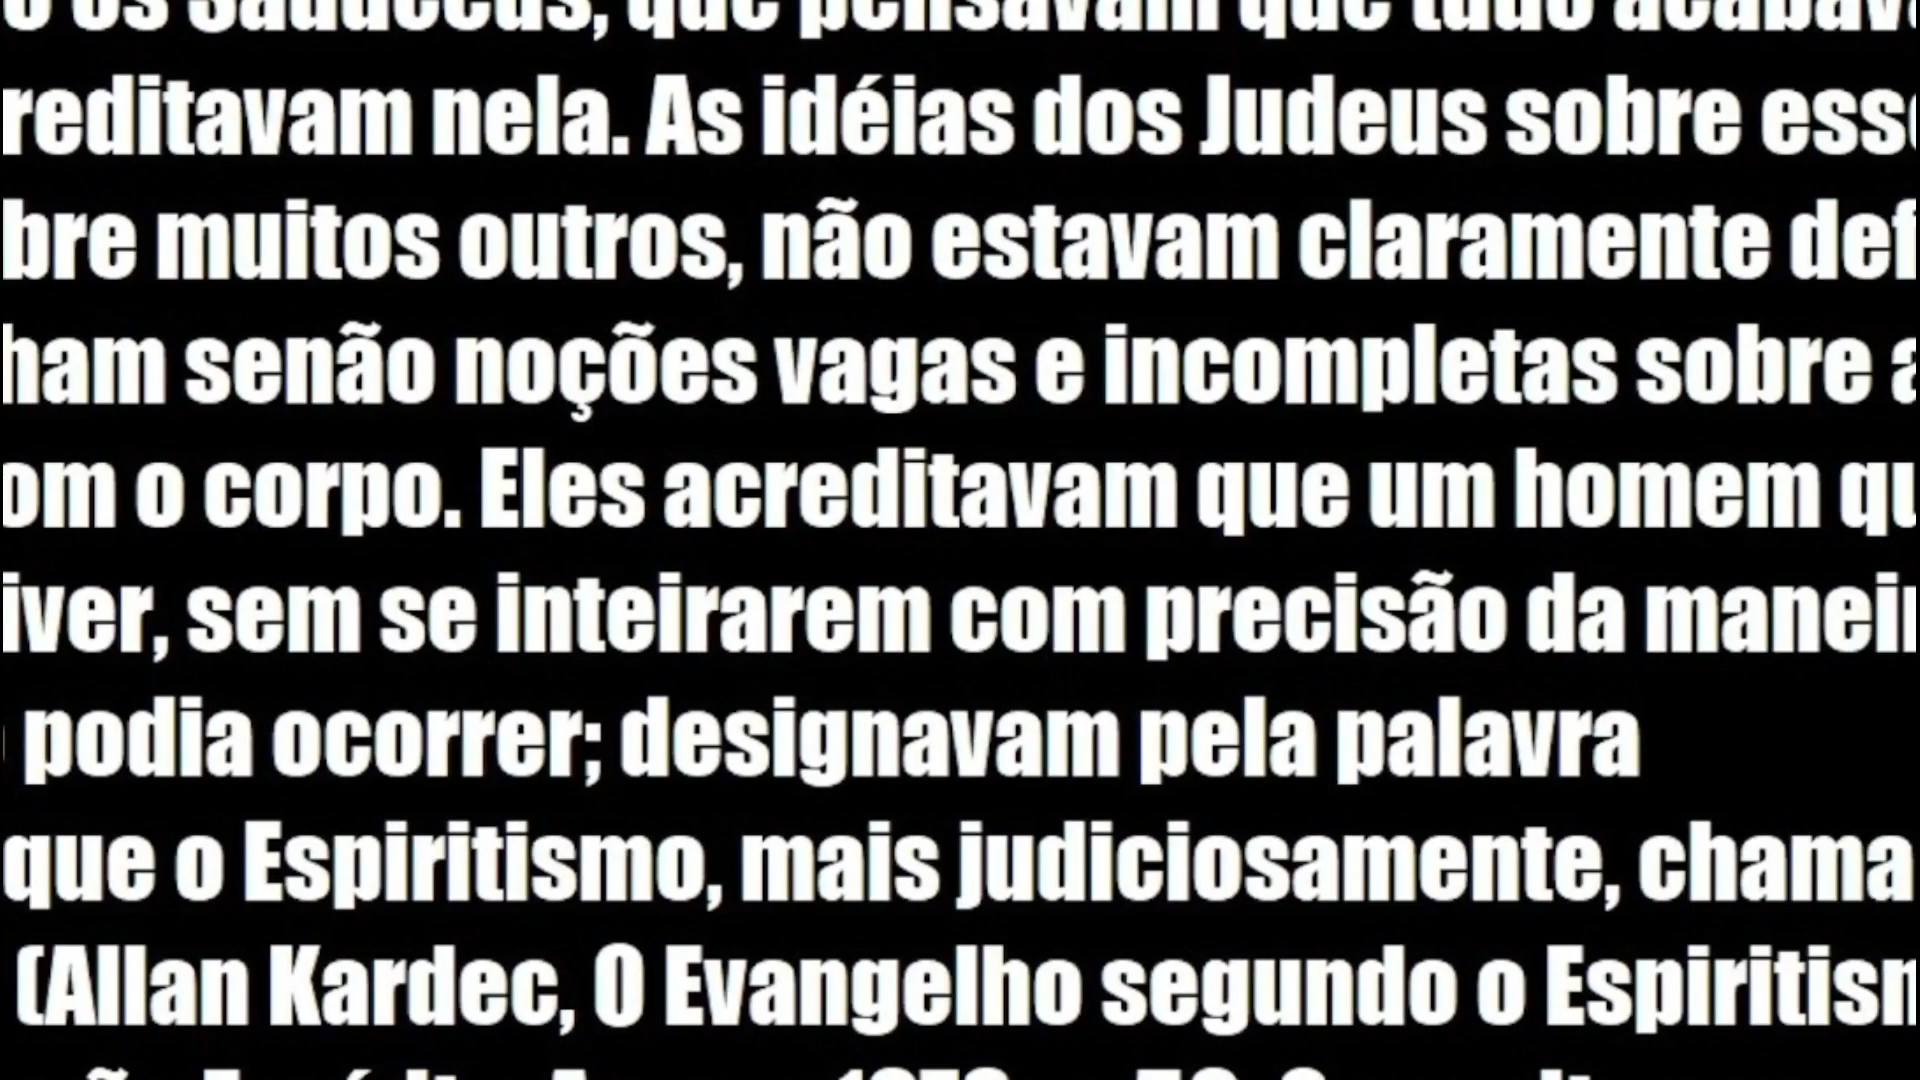 os Saduceus, que pensavam que tudo acabav
reditavam nela. As idéias dos Judeus sobre ess
bre muitos outros, não estavam claramente def
ham senão noções vagas e incompletas sobre a
om o corpo. Eles acreditavam que um homem qu
iver, sem se inteirarem com precisão da maneir
podia ocorrer; designavam pela palavra
que o Espiritismo, mais judiciosamente, chama
(Allan Kardec, O Evangelho segundo o Espiritism